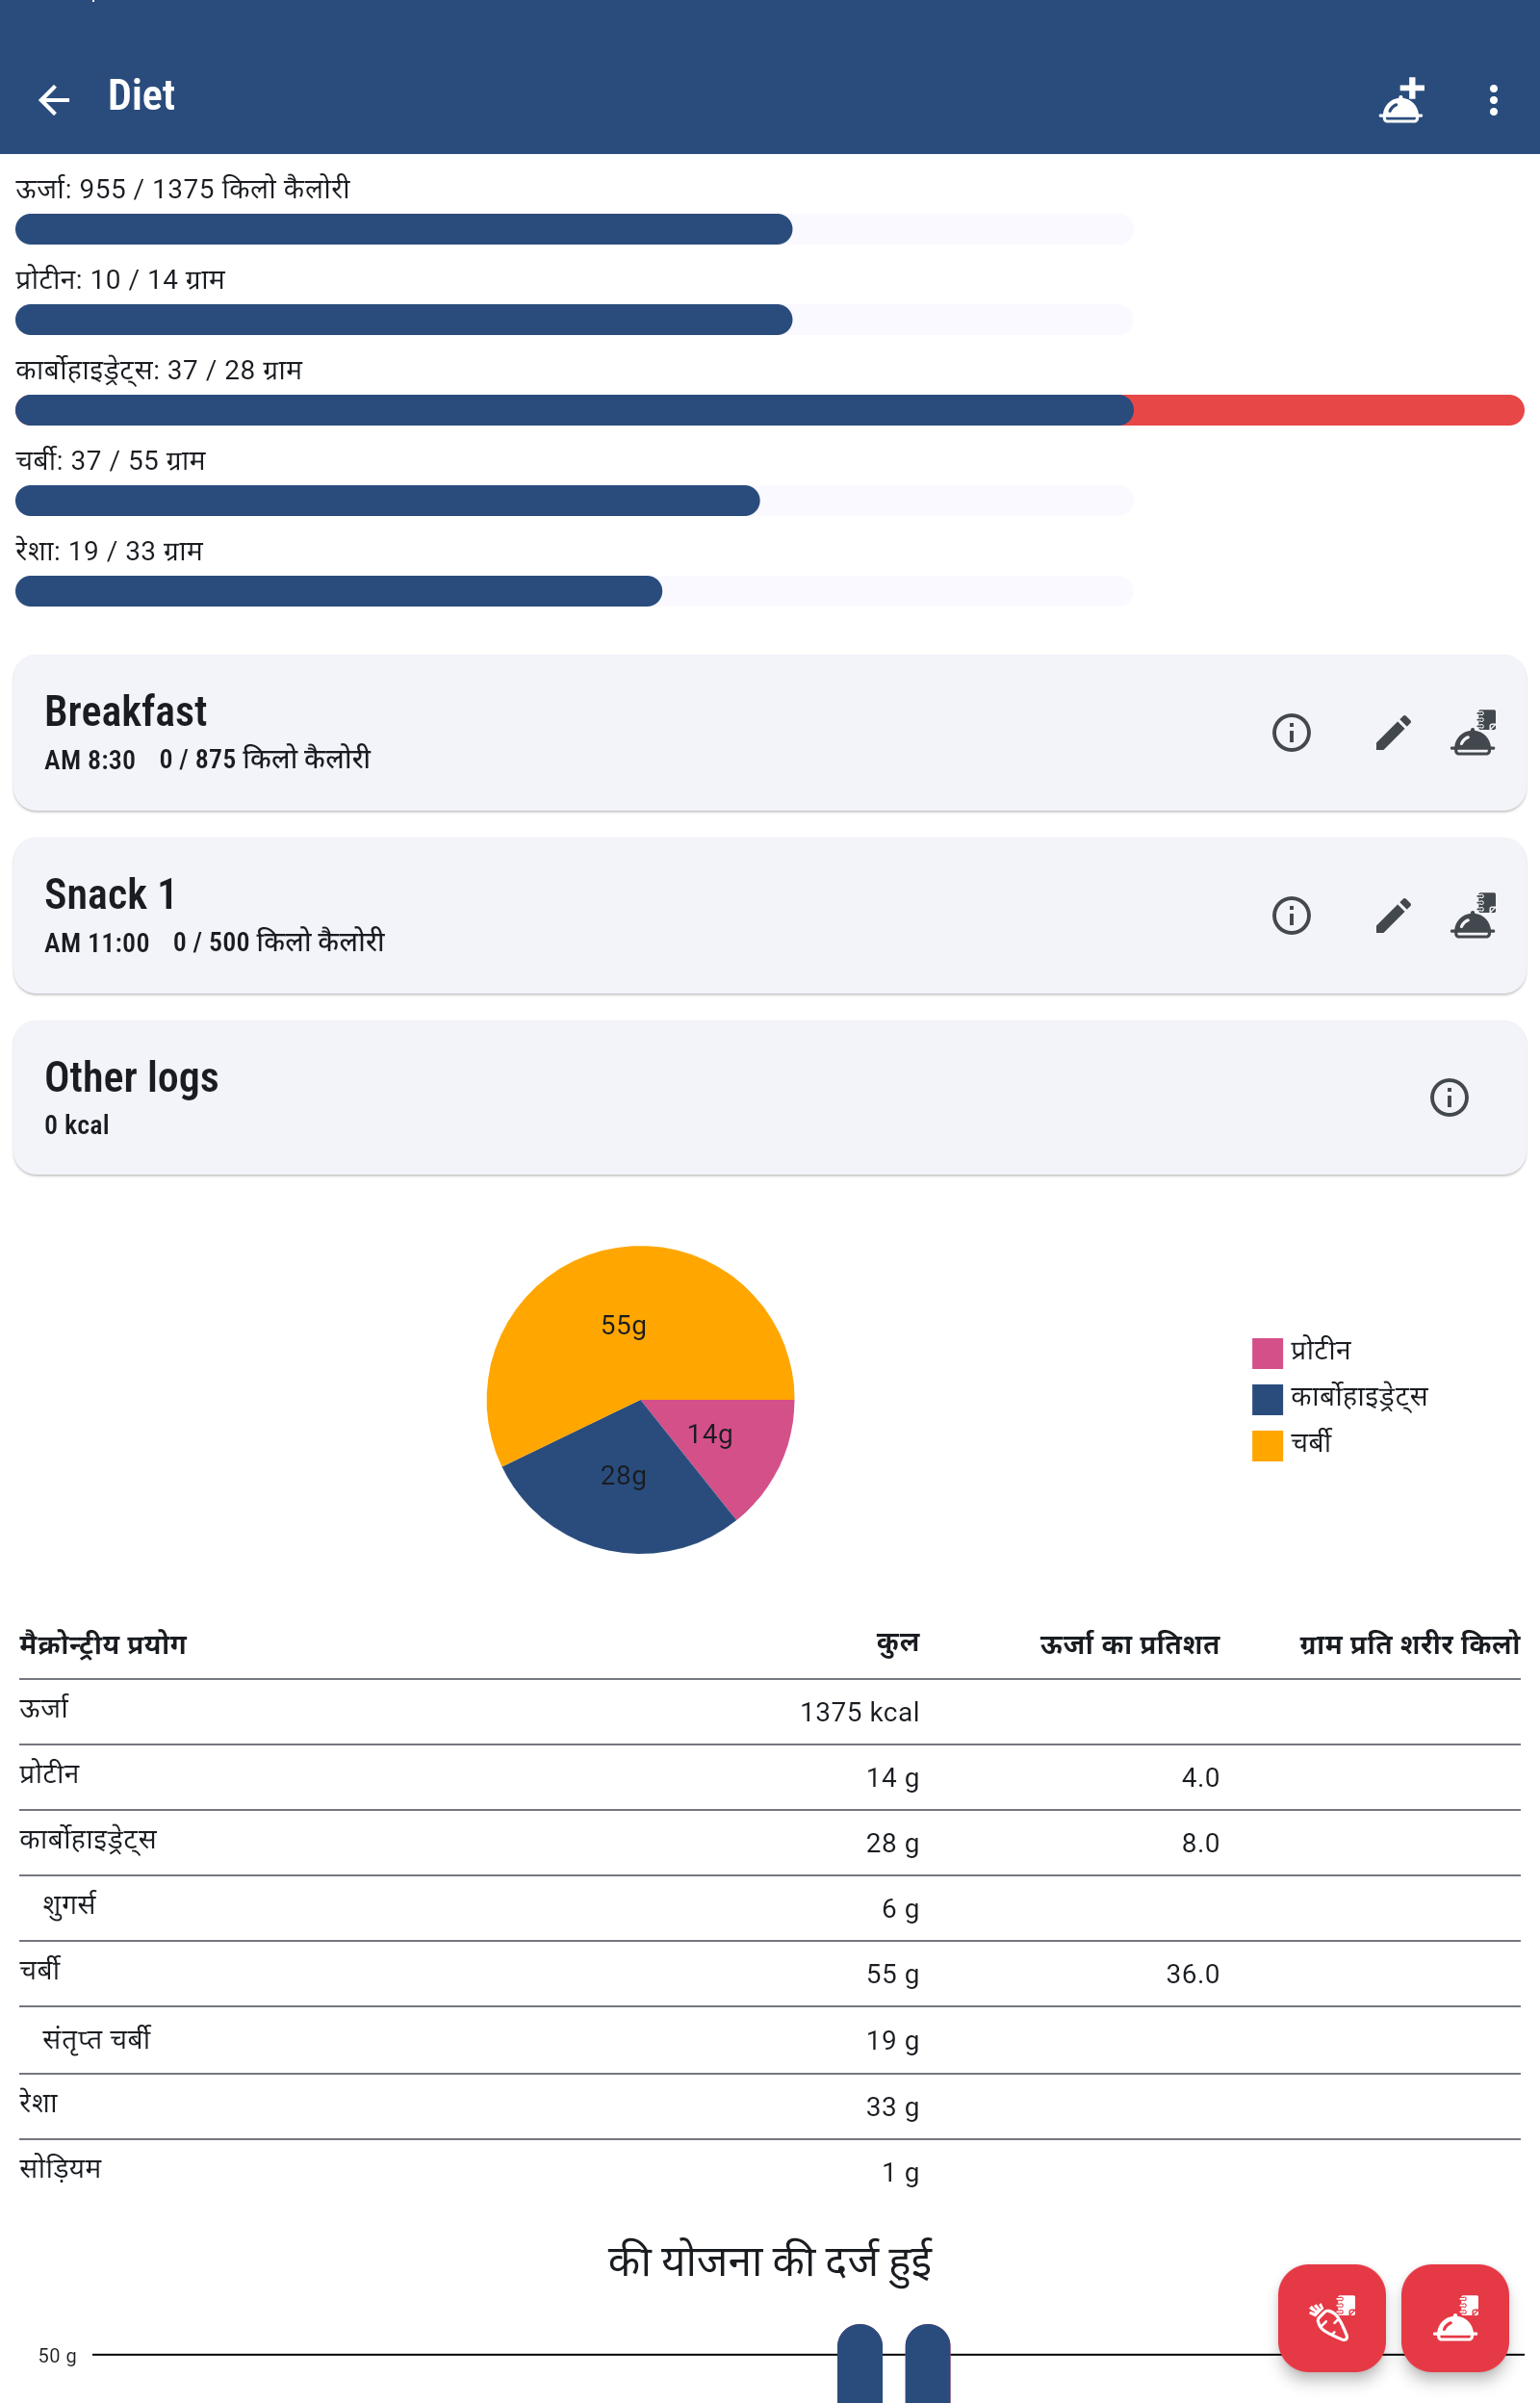 Diet
ऊर्जा: 955 / 1375 किलो कैलोरी
प्रोटीन: 10 / 14 ग्राम
कार्बोहाइड्रेट्स: 37 / 28 ग्राम
चर्बी: 37 / 55 ग्राम
रेशा: 19 / 33 ग्राम
Breakfast
AM 8:30 0 / 875 किलो कैलोरी
Snack 1
AM 11:00 0 / 500 किलो कैलोरी
Other logs
0 kcal
55g
14g
28g
प्रोटीन
कार्बोहाइड्रेट्स
चर्बी
मैक्रोन्ट्रीय प्रयोग कुल ऊर्जा का प्रतिशत ग्राम प्रति शरीर किलो
ऊर्जा 1375 kcal
प्रोटीन 14 g 4.0
कार्बोहाइड्रेट्स 28 g 8.0
शुगर्स 6 g
चर्बी 55 g 36.0
संतृप्त चर्बी 19 g
रेशा 33 g
सोड़ियम 1 g
की योजना की दर्ज हुई
50 g